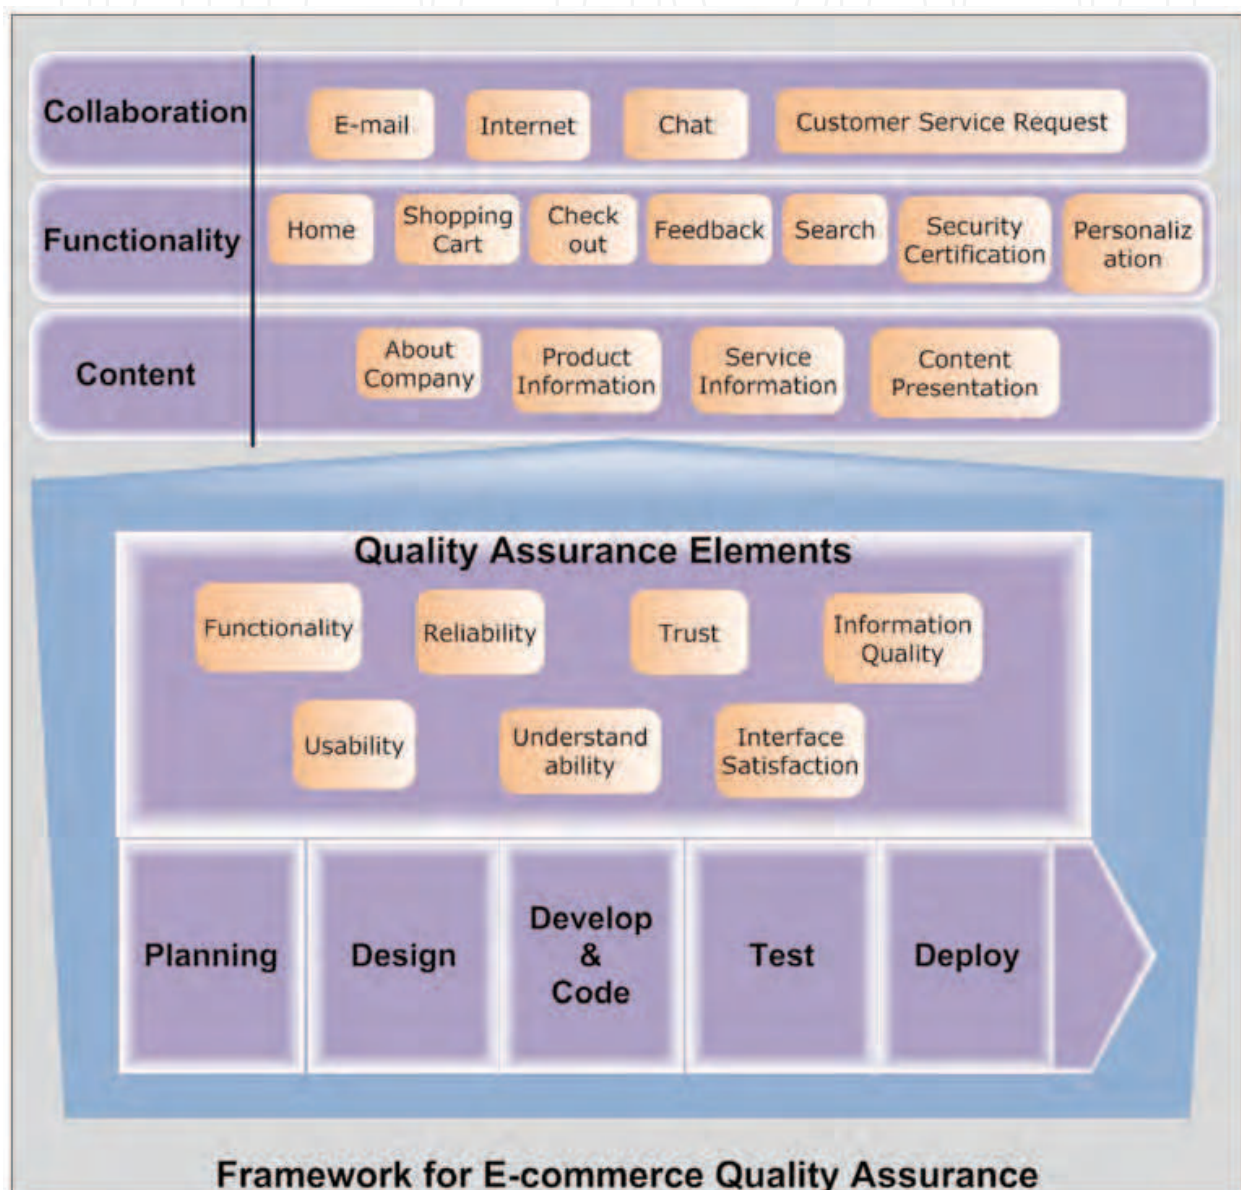 Collaboration
E-mail
Internet
Chat
Customer Service Request
Functionality
Home
Shopping
Cart
Check
out
Feedback
Search
Security
Certification
Personaliz
ation
Content
About
Company
Product
Information
Service
Information
Content
Presentation
Quality Assurance Elements
Functionality
Reliability
Trust
Information
Quality
Usability
Understand
ability
Interface
Satisfaction
Planning
Design
Develop
&
Code
Test
Deploy
Framework for E-commerce Quality Assurance